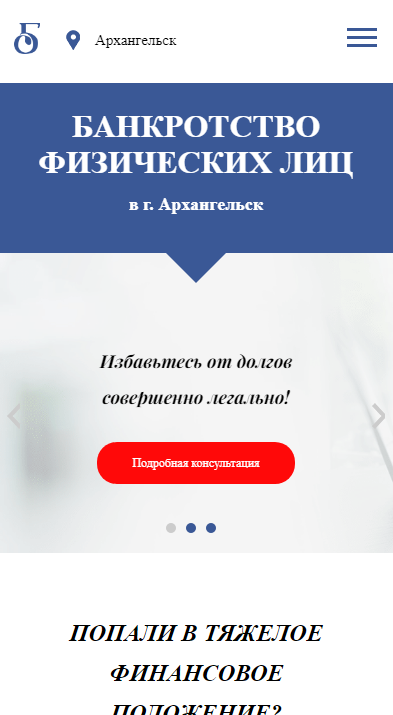 Б
Архангельск
БАНКРОТСТВО
ФИЗИЧЕСКИХ ЛИЦ
в г. Архангельск
Избавьтесь от долгов
совершенно легально!
Подробная консультация
ПОПАЛИ В ТЯЖЕЛОЕ
ФИНАНСОВОЕ
ПОЛОЖЕНИЕ?